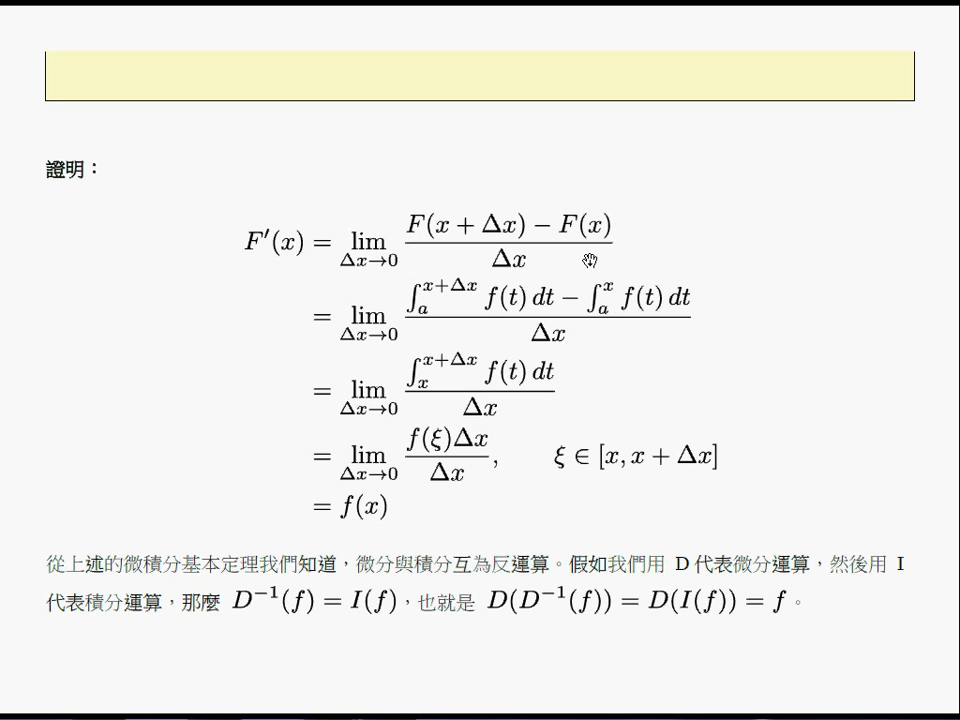 證明：
F′(x) = lim_{Δx→0} \frac{F(x + Δx) − F(x)}{Δx}
= lim_{Δx→0} \frac{∫_a^{x+Δx} f(t) dt − ∫_a^x f(t) dt}{Δx}
= lim_{Δx→0} \frac{∫_x^{x+Δx} f(t) dt}{Δx}
= lim_{Δx→0} \frac{f(ξ)Δx}{Δx}, ξ ∈ [x, x + Δx]
= f(x)
從上述的微積分基本定理我們知道，微分與積分互為反運算。假如我們用 D 代表微分運算，然後用 I
代表積分運算，那麼 D⁻¹(f) = I(f)，也就是 D(D⁻¹(f)) = D(I(f)) = f。